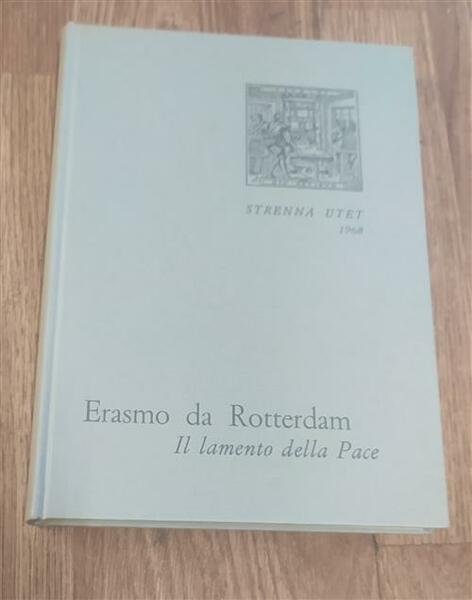 STRENNA UTET
1968
Erasmo da Rotterdam
Il lamento della Pace